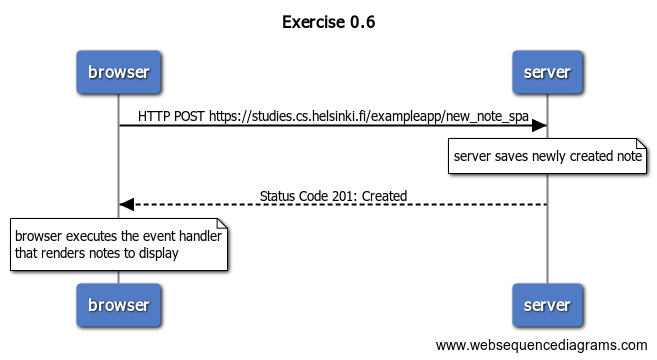 Exercise 0.6
browser
server
HTTP POST https://studies.cs.helsinki.fi/exampleapp/new_note_spa
server saves newly created note
Status Code 201: Created
browser executes the event handler
that renders notes to display
browser
server
www.websequencediagrams.com